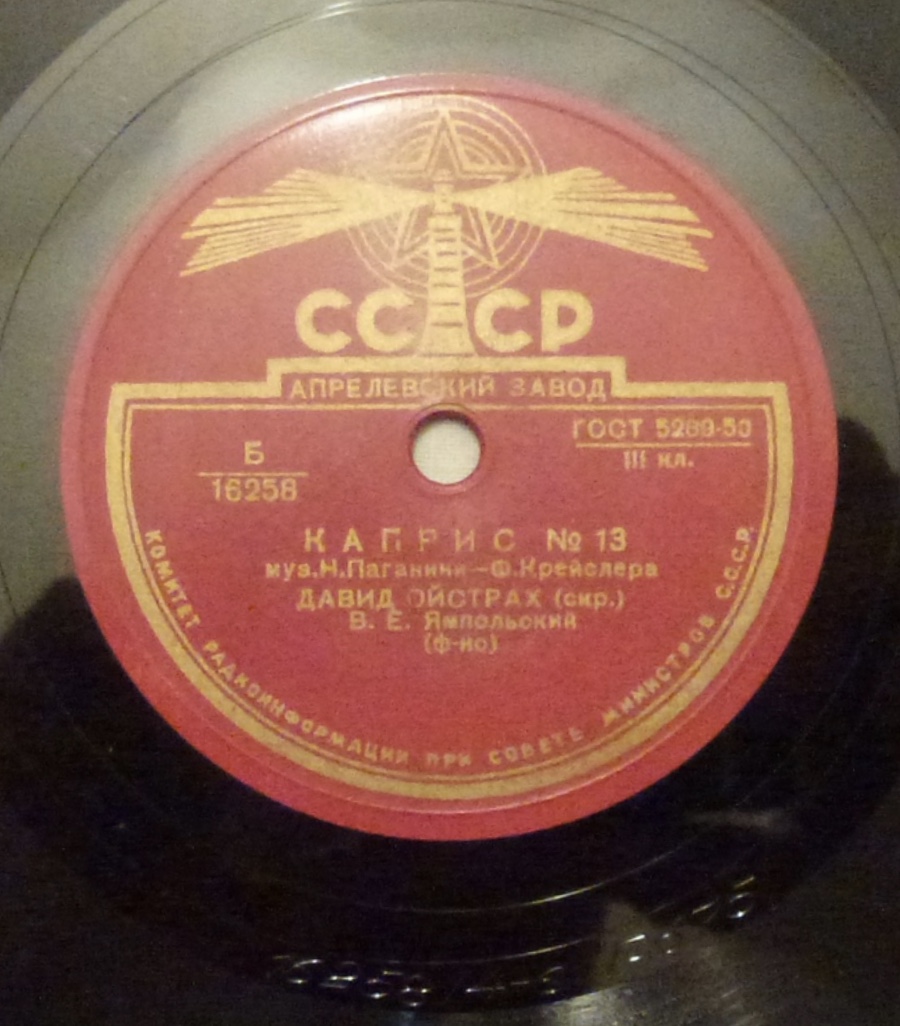 СССР
АПРЕЛЕВСКИЙ ЗАВОД
Б
16258
ГОСТ 5289-50
III кл.
КАПРИС № 13
муз. Н. Паганини—Ф. Крейслера
ДАВИД ОЙСТРАХ (скр.)
В. Е. Ямпольский
(ф-но)
КОМИТЕТ РАДИОИНФОРМАЦИИ ПРИ СОВЕТЕ МИНИСТРОВ С.С.С.Р.